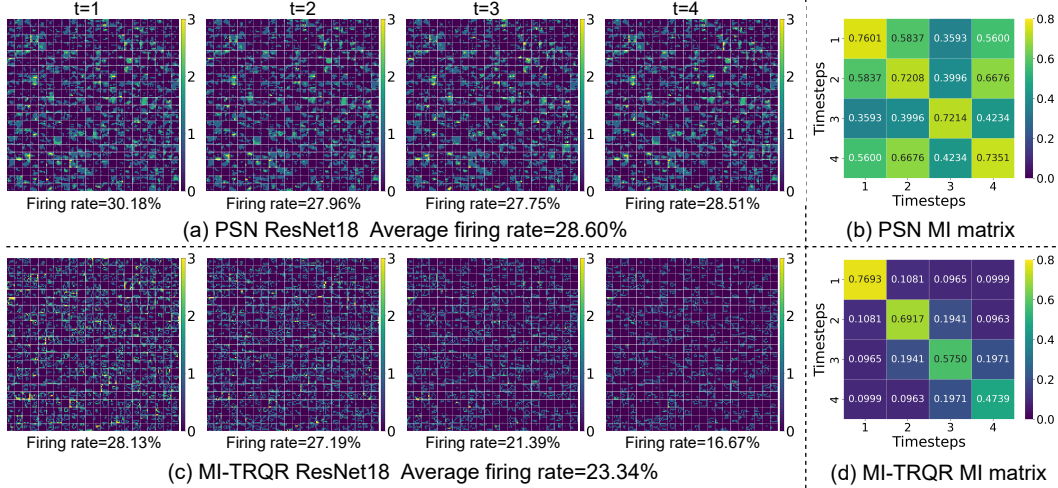 t=1 t=2 t=3 t=4
3 3 3 3
2 2 2 2
1 1 1 1
0 0 0 0
Firing rate=30.18% Firing rate=27.96% Firing rate=27.75% Firing rate=28.51%
(a) PSN ResNet18 Average firing rate=28.60%
Timesteps
1 0.7601 0.5837 0.3593 0.5600
2 0.5837 0.7208 0.3996 0.6676
3 0.3593 0.3996 0.7214 0.4234
4 0.5600 0.6676 0.4234 0.7351
1 2 3 4
Timesteps
0.8
0.6
0.4
0.2
0.0
(b) PSN MI matrix
3 3 3 3
2 2 2 2
1 1 1 1
0 0 0 0
Firing rate=28.13% Firing rate=27.19% Firing rate=21.39% Firing rate=16.67%
(c) MI-TRQR ResNet18 Average firing rate=23.34%
Timesteps
1 0.7693 0.1081 0.0965 0.0999
2 0.1081 0.6917 0.1941 0.0963
3 0.0965 0.1941 0.5750 0.1971
4 0.0999 0.0963 0.1971 0.4739
1 2 3 4
Timesteps
0.8
0.6
0.4
0.2
0.0
(d) MI-TRQR MI matrix